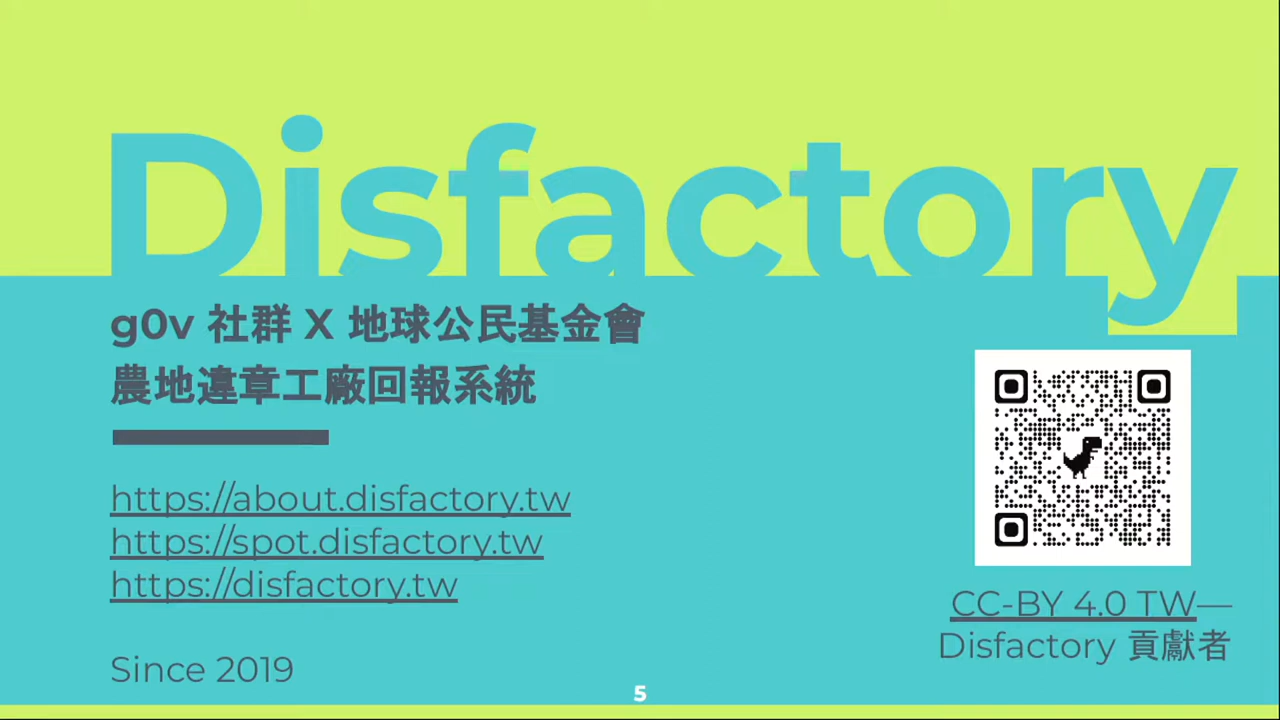 Disfactory
g0v 社群 X 地球公民基金會
農地違章工廠回報系統
https://about.disfactory.tw
https://spot.disfactory.tw
https://disfactory.tw
Since 2019
CC-BY 4.0 TW—
Disfactory 貢獻者
5